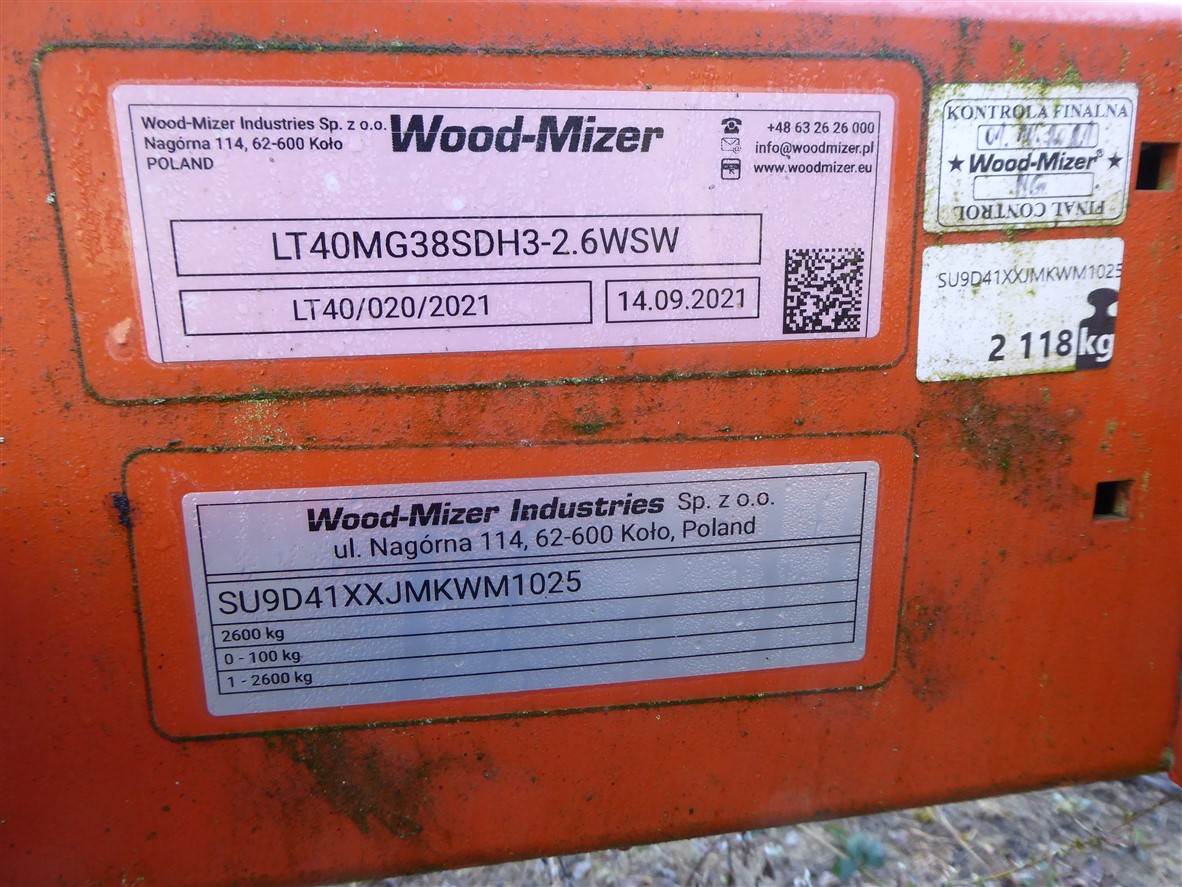 Wood-Mizer Industries Sp. z o.o.
Nagórna 114, 62-600 Koło
POLAND
Wood-Mizer
+48 63 26 26 000
info@woodmizer.pl
www.woodmizer.eu
LT40MG38SDH3-2.6WSW
LT40/020/2021
14.09.2021
KONTROLA FINALNA
Wood-Mizer®
FINAL CONTROL
SU9D41XXJMKWM1025
2 118 kg
Wood-Mizer Industries Sp. z o.o.
ul. Nagórna 114, 62-600 Koło, Poland
SU9D41XXJMKWM1025
2600 kg
0 - 100 kg
1 - 2600 kg